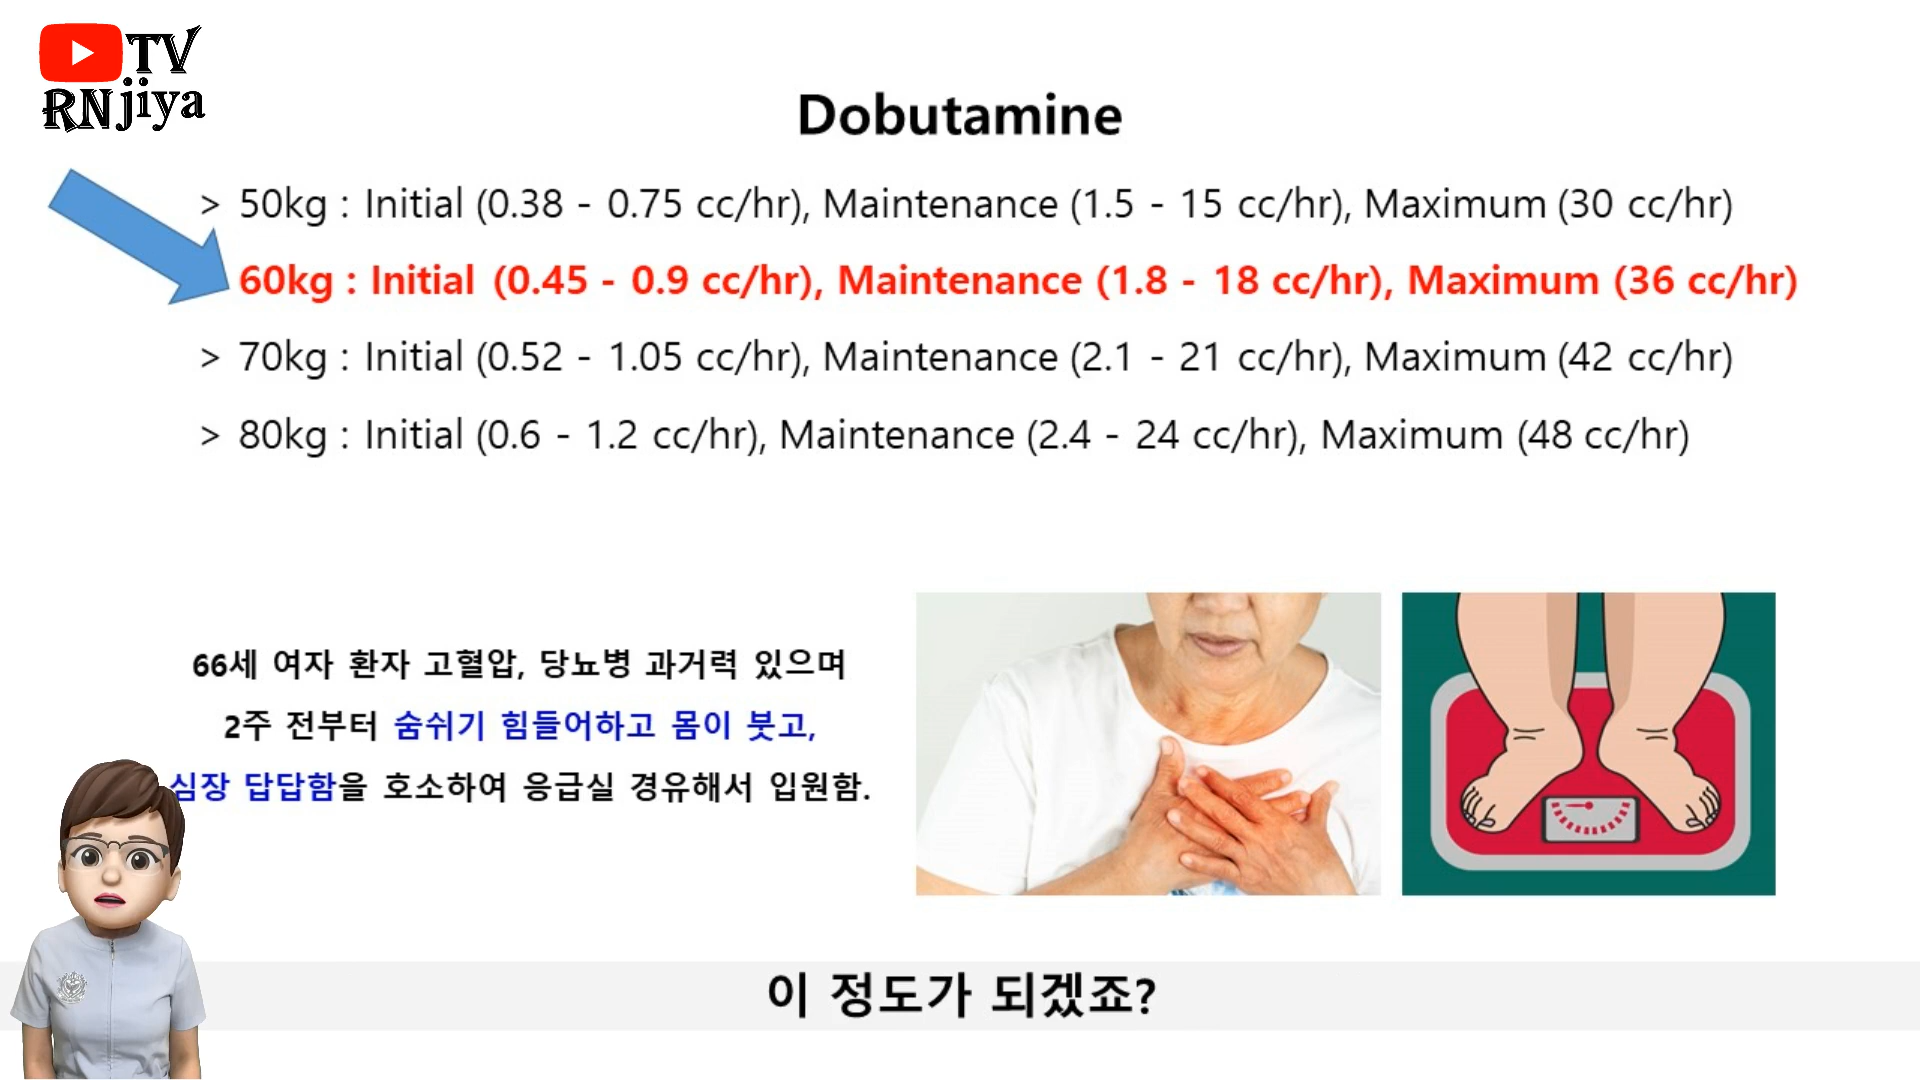 TV
RNjiya
Dobutamine
> 50kg : Initial (0.38 - 0.75 cc/hr), Maintenance (1.5 - 15 cc/hr), Maximum (30 cc/hr)
60kg : Initial (0.45 - 0.9 cc/hr), Maintenance (1.8 - 18 cc/hr), Maximum (36 cc/hr)
> 70kg : Initial (0.52 - 1.05 cc/hr), Maintenance (2.1 - 21 cc/hr), Maximum (42 cc/hr)
> 80kg : Initial (0.6 - 1.2 cc/hr), Maintenance (2.4 - 24 cc/hr), Maximum (48 cc/hr)
66세 여자 환자 고혈압, 당뇨병 과거력 있으며
2주 전부터 숨쉬기 힘들어하고 몸이 붓고,
심장 답답함을 호소하여 응급실 경유해서 입원함.
이 정도가 되겠죠?